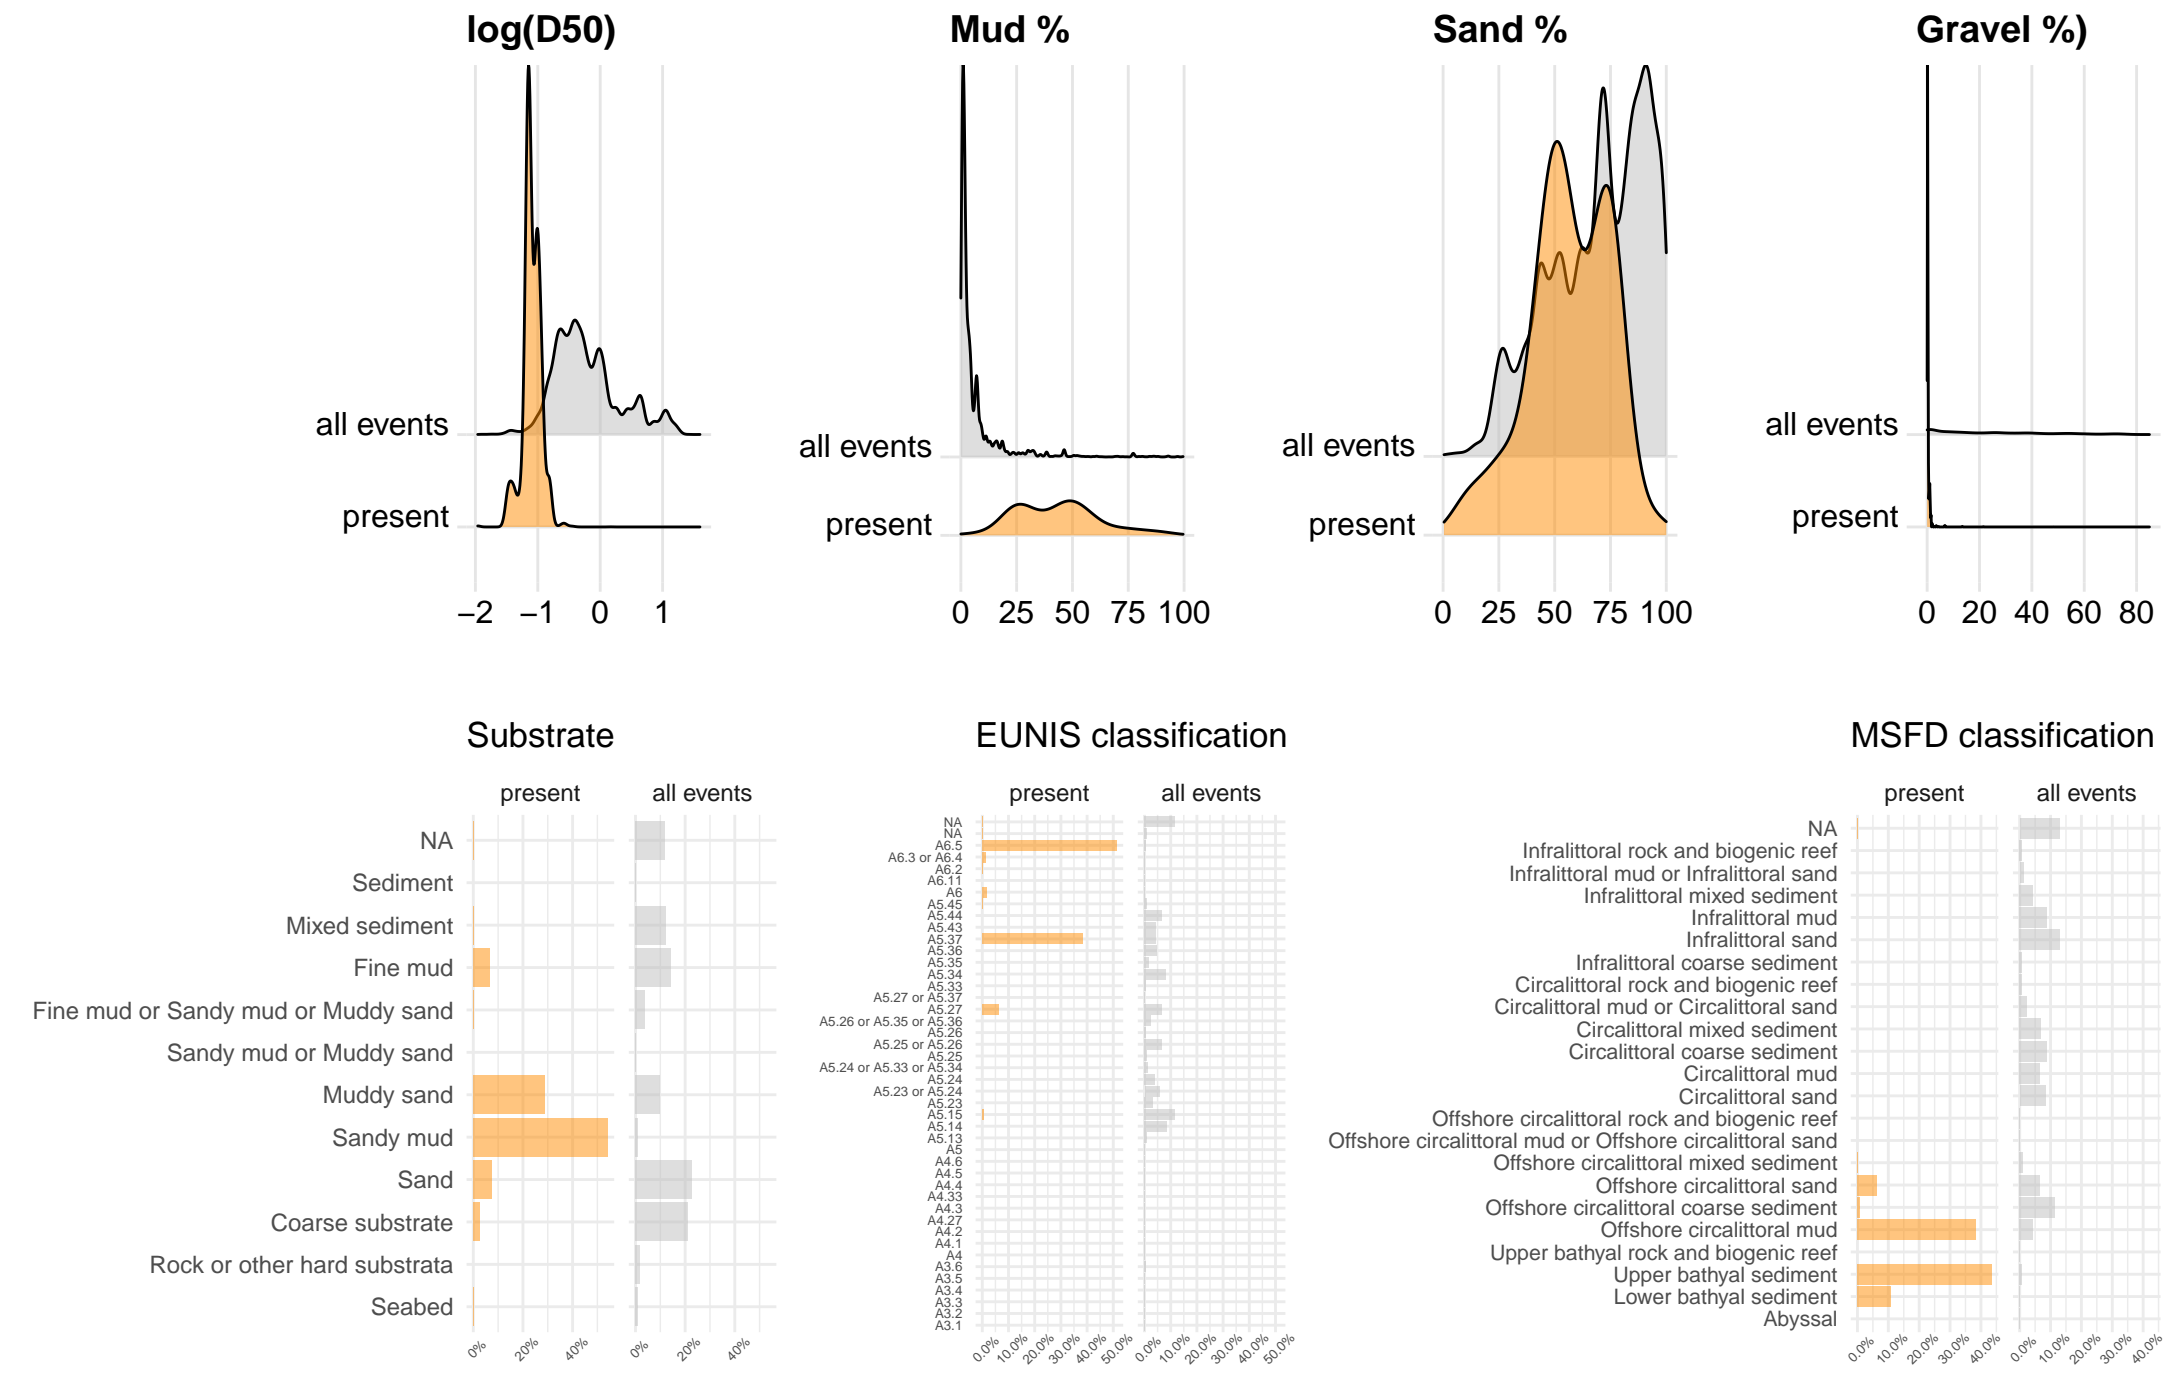 log(D50)
Mud %
Sand %
Gravel %)
all events
present
−2 −1 0 1
all events
present
0 25 50 75 100
all events
present
0 25 50 75 100
all events
present
0 20 40 60 80
Substrate
present all events
NA
Sediment
Mixed sediment
Fine mud
Fine mud or Sandy mud or Muddy sand
Sandy mud or Muddy sand
Muddy sand
Sandy mud
Sand
Coarse substrate
Rock or other hard substrata
Seabed
0% 20% 40% 0% 20% 40%
EUNIS classification
present all events
NA
NA
A6.5
A6.3 or A6.4
A6.2
A6.11
A6
A5.45
A5.44
A5.43
A5.37
A5.36
A5.35
A5.34
A5.33
A5.27 or A5.37
A5.27
A5.26 or A5.35 or A5.36
A5.26
A5.25 or A5.26
A5.25
A5.24 or A5.33 or A5.34
A5.24
A5.23 or A5.24
A5.23
A5.15
A5.14
A5.13
A5
A4.6
A4.5
A4.4
A4.33
A4.3
A4.27
A4.2
A4.1
A4
A3.6
A3.5
A3.4
A3.3
A3.2
A3.1
0.0% 10.0% 20.0% 30.0% 40.0% 50.0% 0.0% 10.0% 20.0% 30.0% 40.0% 50.0%
MSFD classification
present all events
NA
Infralittoral rock and biogenic reef
Infralittoral mud or Infralittoral sand
Infralittoral mixed sediment
Infralittoral mud
Infralittoral sand
Infralittoral coarse sediment
Circalittoral rock and biogenic reef
Circalittoral mud or Circalittoral sand
Circalittoral mixed sediment
Circalittoral coarse sediment
Circalittoral mud
Circalittoral sand
Offshore circalittoral rock and biogenic reef
Offshore circalittoral mud or Offshore circalittoral sand
Offshore circalittoral mixed sediment
Offshore circalittoral sand
Offshore circalittoral coarse sediment
Offshore circalittoral mud
Upper bathyal rock and biogenic reef
Upper bathyal sediment
Lower bathyal sediment
Abyssal
0.0% 10.0% 20.0% 30.0% 40.0% 0.0% 10.0% 20.0% 30.0% 40.0%